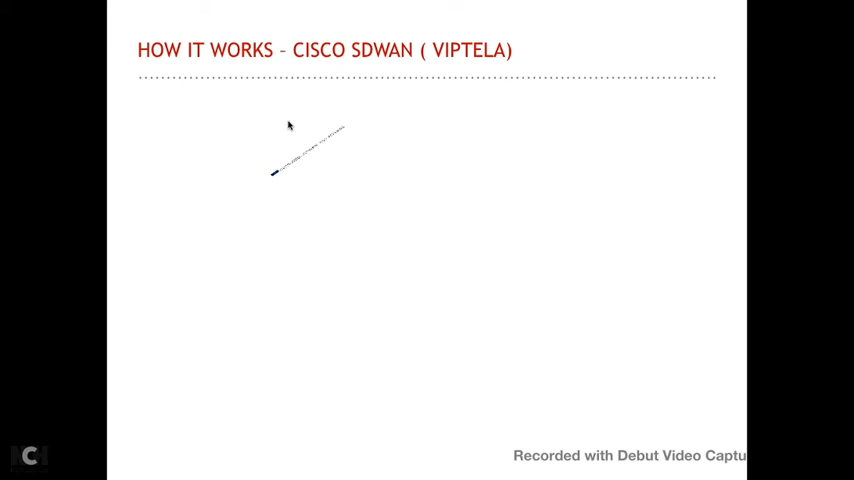 HOW IT WORKS – CISCO SDWAN ( VIPTELA)
Recorded with Debut Video Captu